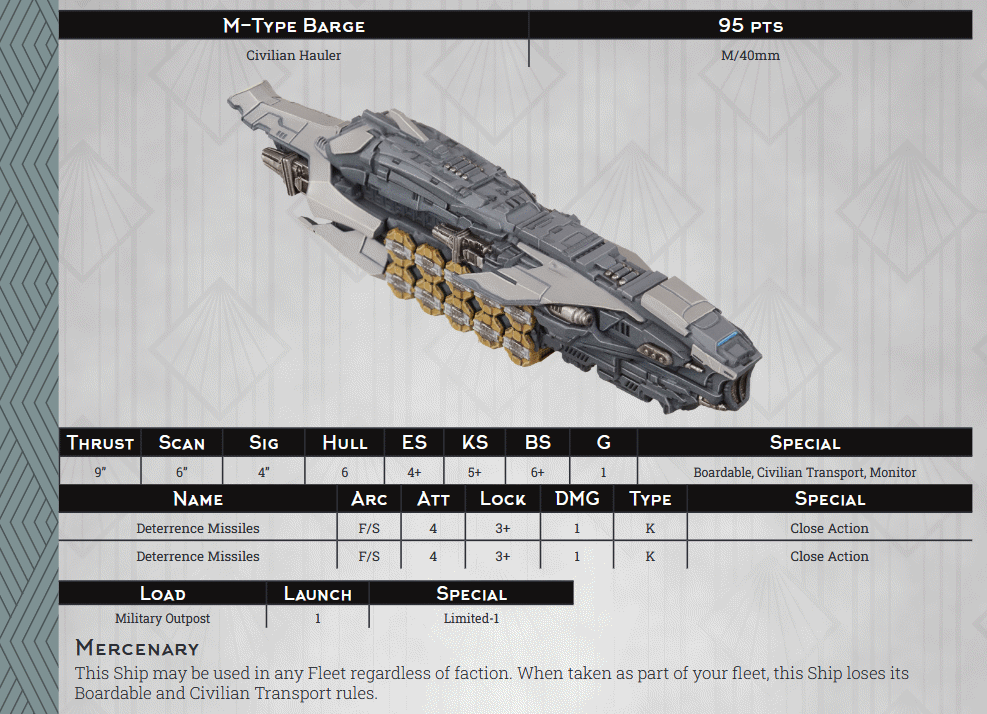 M-Type Barge 95 pts
Civilian Hauler M/40mm
Thrust Scan Sig Hull ES KS BS G Special
9" 6" 4" 6 4+ 5+ 6+ 1 Boardable, Civilian Transport, Monitor
Name Arc Att Lock DMG Type Special
Deterrence Missiles F/S 4 3+ 1 K Close Action
Deterrence Missiles F/S 4 3+ 1 K Close Action
Load Launch Special
Military Outpost 1 Limited-1
Mercenary
This Ship may be used in any Fleet regardless of faction. When taken as part of your fleet, this Ship loses its
Boardable and Civilian Transport rules.